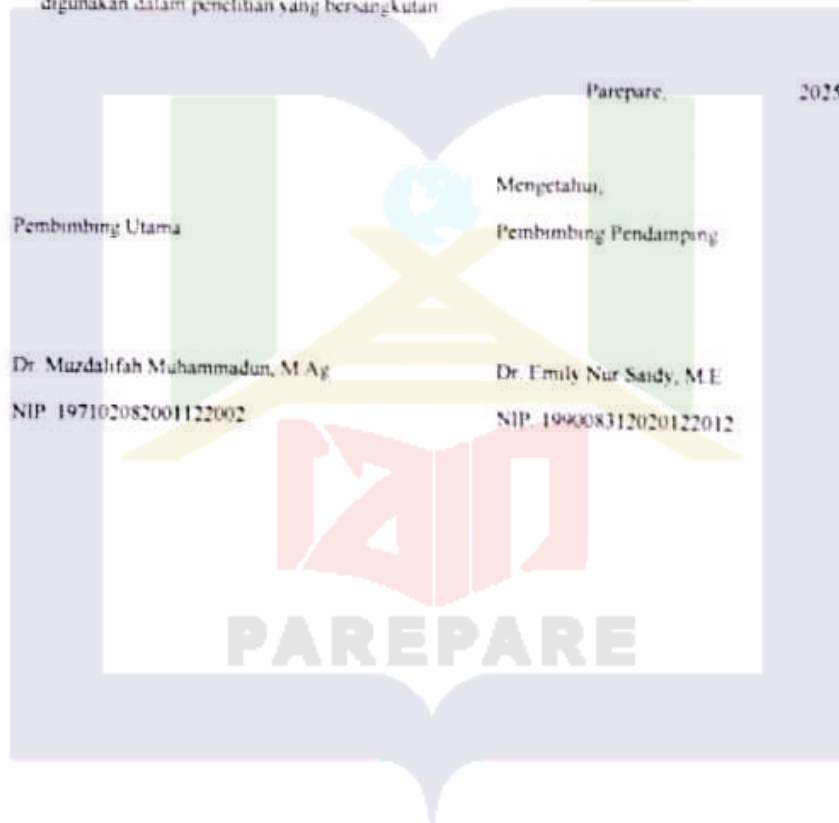 digunakan dalam penelitian yang bersangkutan
Parepare, 2025
Mengetahui,
Pembimbing Utama
Pembimbing Pendamping
Dr. Muzdalifah Muhammadun, M.Ag
Dr. Emily Nur Saidy, M.E
NIP. 197102082001122002
NIP. 199008312020122012
IAIN
PAREPARE